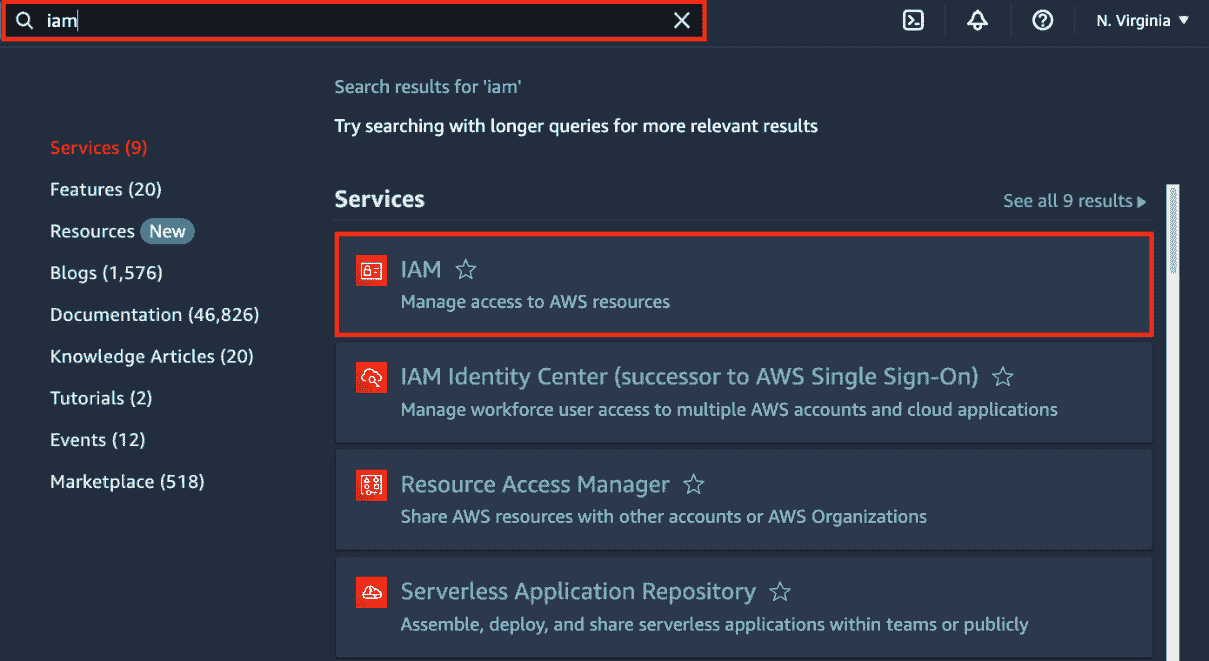 iam
N. Virginia
Search results for 'iam'
Try searching with longer queries for more relevant results
Services (9)
Features (20)
Resources New
Blogs (1,576)
Documentation (46,826)
Knowledge Articles (20)
Tutorials (2)
Events (12)
Marketplace (518)
Services
See all 9 results
IAM
Manage access to AWS resources
IAM Identity Center (successor to AWS Single Sign-On)
Manage workforce user access to multiple AWS accounts and cloud applications
Resource Access Manager
Share AWS resources with other accounts or AWS Organizations
Serverless Application Repository
Assemble, deploy, and share serverless applications within teams or publicly